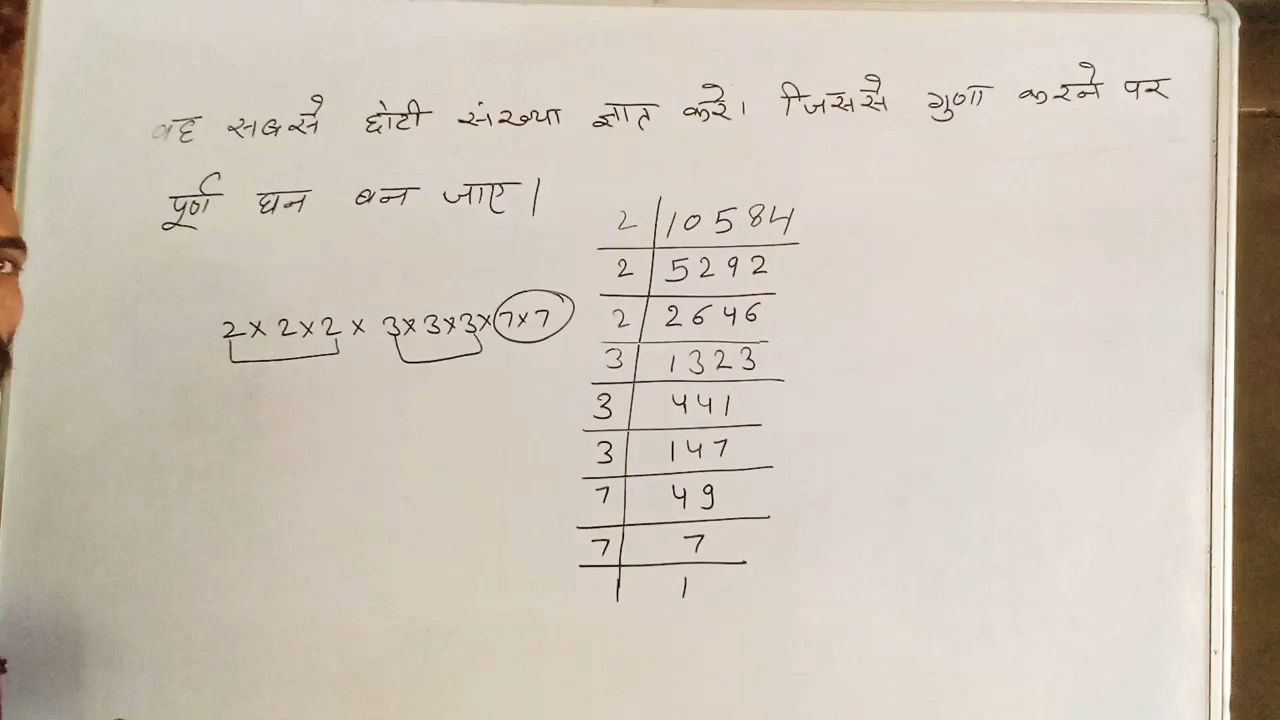 वह सबसे छोटी संख्या ज्ञात करे। जिससे गुणा करने पर
पूर्ण घन बन जाए।
2 | 10584
2 | 5292
2 | 2646
2 × 2 × 2 × 3 × 3 × 3 × 7 × 7
3 | 1323
3 | 441
3 | 147
7 | 49
7 | 7
| 1